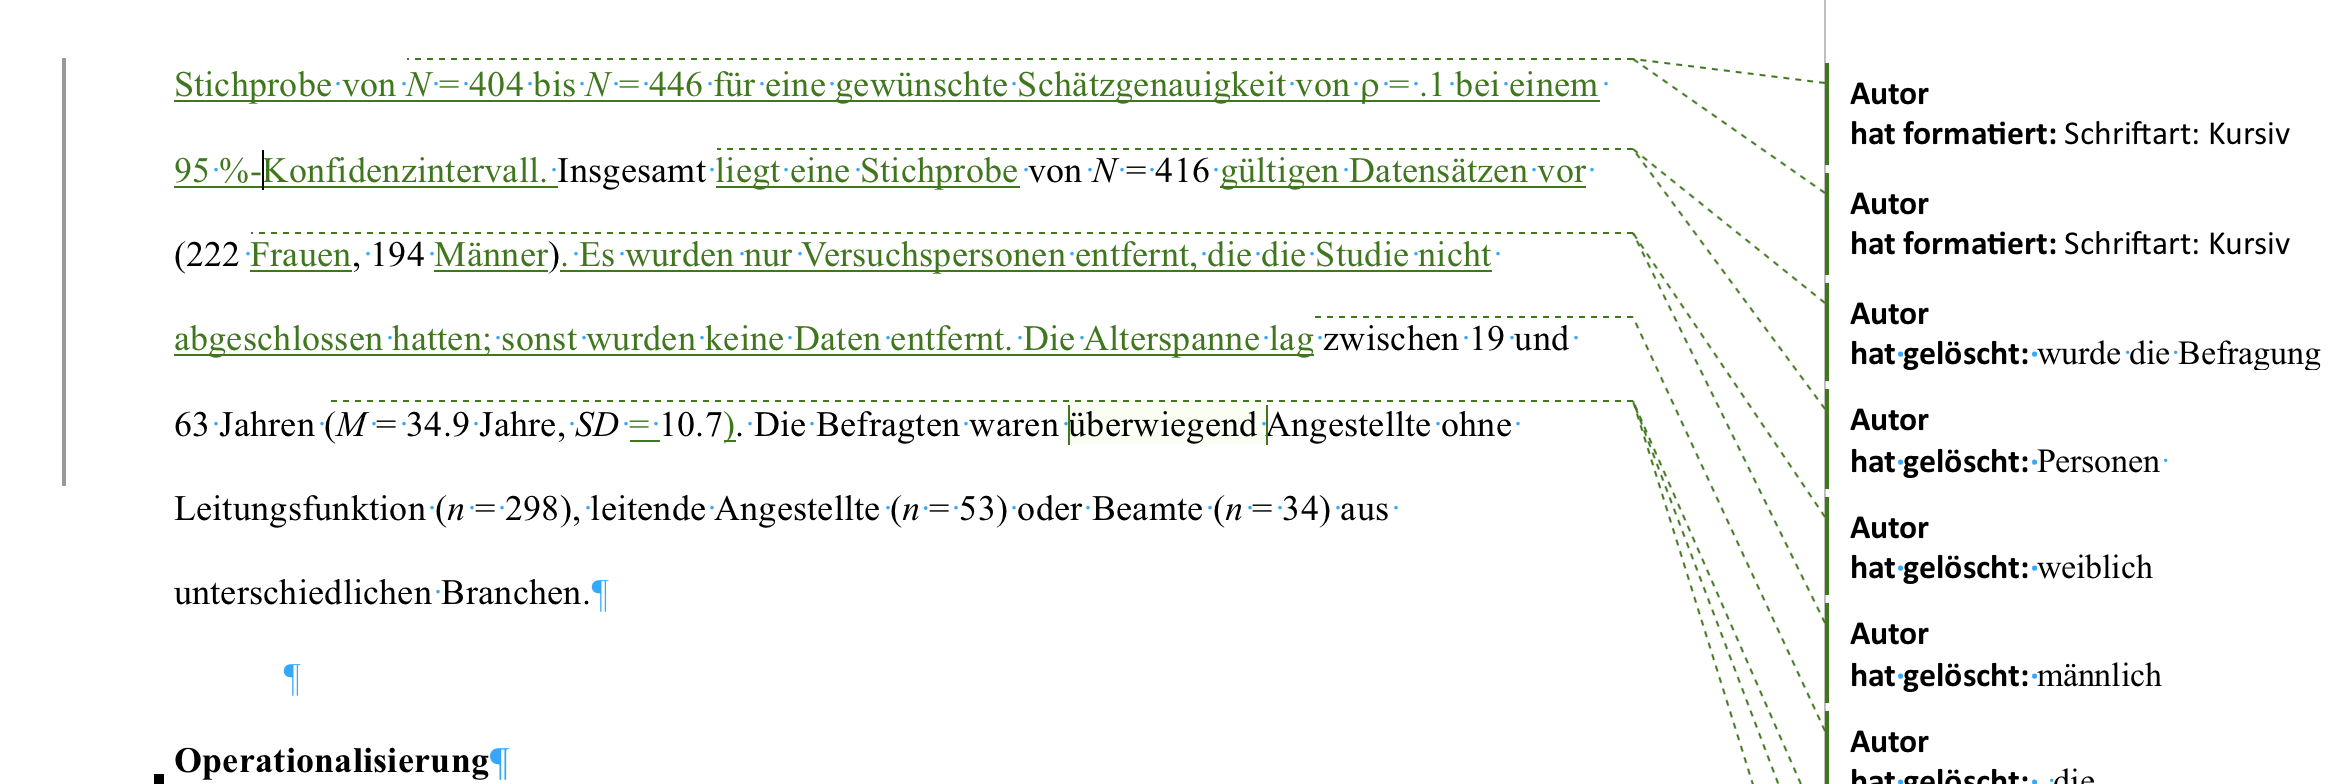 Stichprobe von N = 404 bis N = 446 für eine gewünschte Schätzgenauigkeit von ρ = .1 bei einem
95 %-Konfidenzintervall. Insgesamt liegt eine Stichprobe von N = 416 gültigen Datensätzen vor
(222 Frauen, 194 Männer). Es wurden nur Versuchspersonen entfernt, die die Studie nicht
abgeschlossen hatten; sonst wurden keine Daten entfernt. Die Alterspanne lag zwischen 19 und
63 Jahren (M = 34.9 Jahre, SD = 10.7). Die Befragten waren überwiegend Angestellte ohne
Leitungsfunktion (n = 298), leitende Angestellte (n = 53) oder Beamte (n = 34) aus
unterschiedlichen Branchen.¶
¶
Operationalisierung¶
Autor
hat formatiert: Schriftart: Kursiv
Autor
hat formatiert: Schriftart: Kursiv
Autor
hat gelöscht: wurde die Befragung
Autor
hat gelöscht: Personen
Autor
hat gelöscht: weiblich
Autor
hat gelöscht: männlich
Autor
hat gelöscht: die